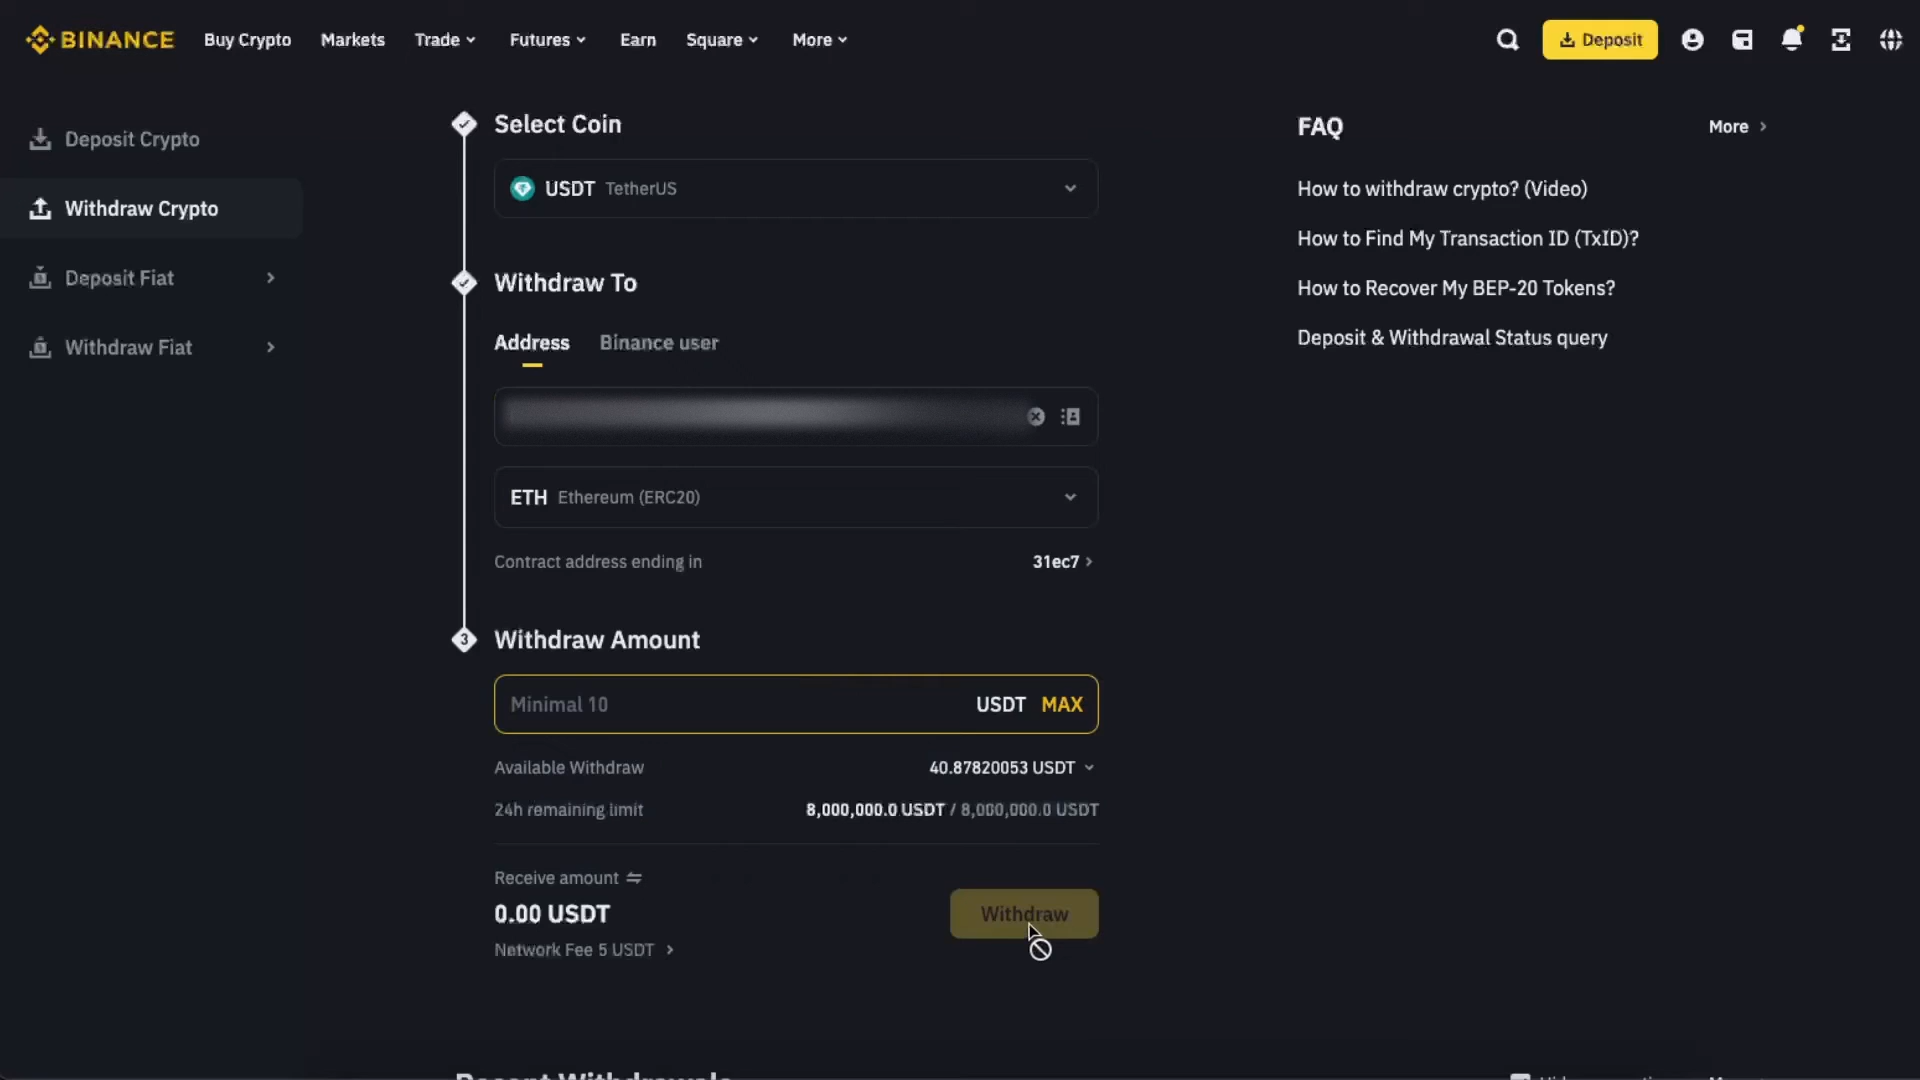 BINANCE
Buy Crypto
Markets
Trade
Futures
Earn
Square
More
Deposit
Deposit Crypto
Withdraw Crypto
Deposit Fiat
Withdraw Fiat
Select Coin
USDT TetherUS
Withdraw To
Address
Binance user
ETH Ethereum (ERC20)
Contract address ending in
31ec7
3
Withdraw Amount
Minimal 10
USDT MAX
Available Withdraw
40.87820053 USDT
24h remaining limit
8,000,000.0 USDT / 8,000,000.0 USDT
Receive amount
0.00 USDT
Network Fee 5 USDT
Withdraw
FAQ
More
How to withdraw crypto? (Video)
How to Find My Transaction ID (TxID)?
How to Recover My BEP-20 Tokens?
Deposit & Withdrawal Status query
Recent Withdrawals